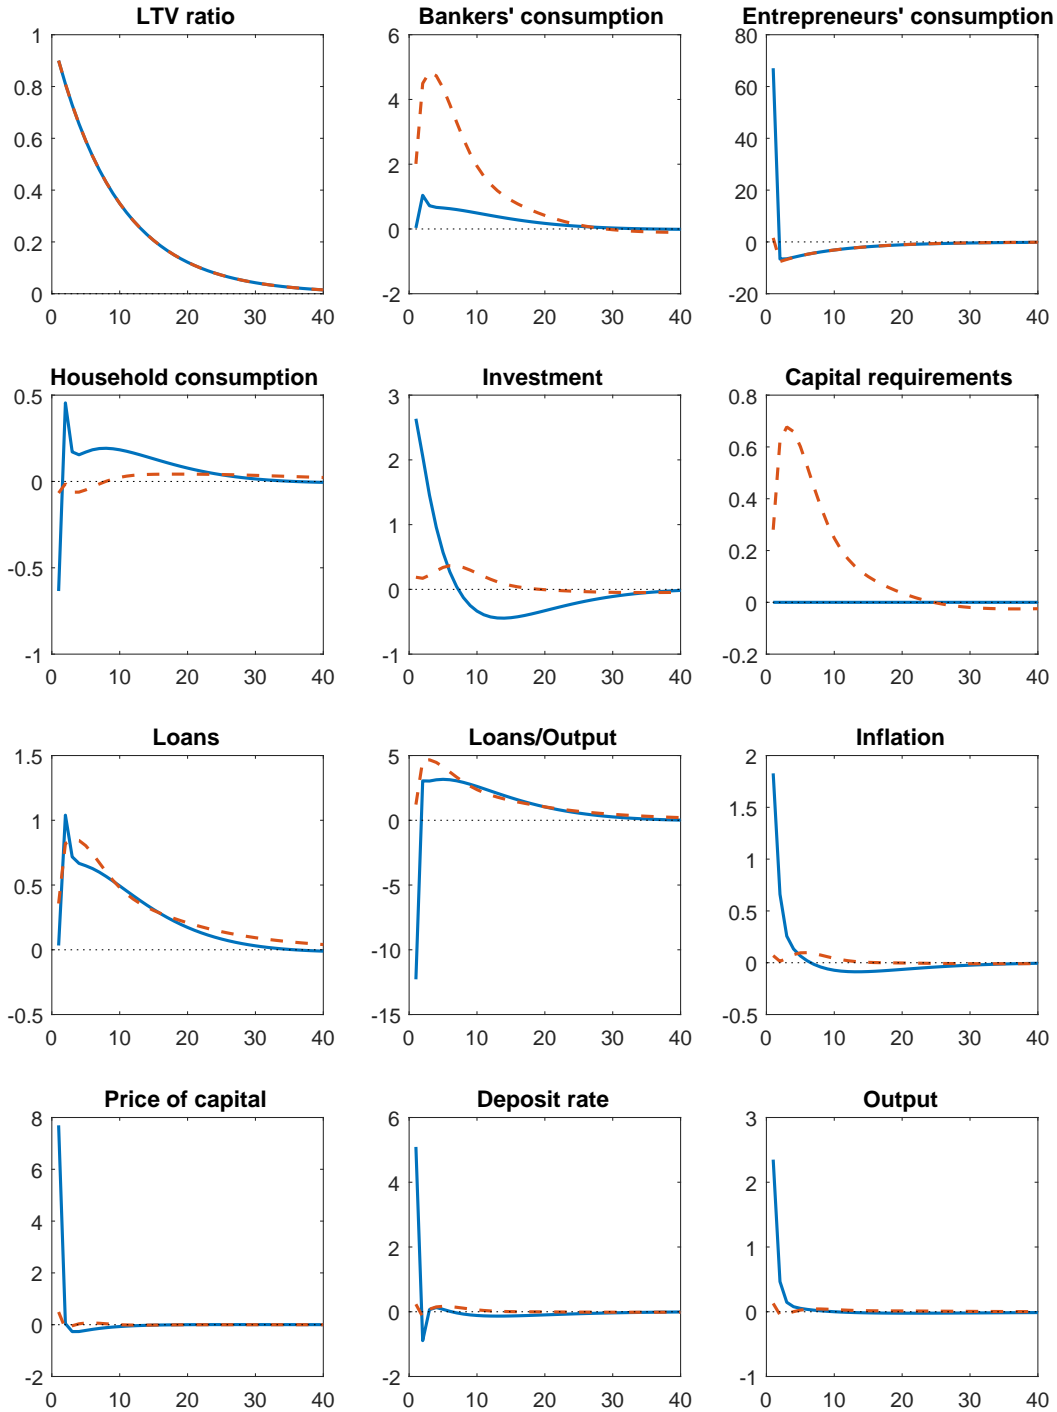 LTV ratio
1
0.8
0.6
0.4
0.2
0
0 10 20 30 40
Bankers' consumption
6
4
2
0
-2
0 10 20 30 40
Entrepreneurs' consumption
80
60
40
20
0
-20
0 10 20 30 40
Household consumption
0.5
0
-0.5
-1
0 10 20 30 40
Investment
3
2
1
0
-1
0 10 20 30 40
Capital requirements
0.8
0.6
0.4
0.2
0
-0.2
0 10 20 30 40
Loans
1.5
1
0.5
0
-0.5
0 10 20 30 40
Loans/Output
5
0
-5
-10
-15
0 10 20 30 40
Inflation
2
1.5
1
0.5
0
-0.5
0 10 20 30 40
Price of capital
8
6
4
2
0
-2
0 10 20 30 40
Deposit rate
6
4
2
0
-2
0 10 20 30 40
Output
3
2
1
0
-1
0 10 20 30 40